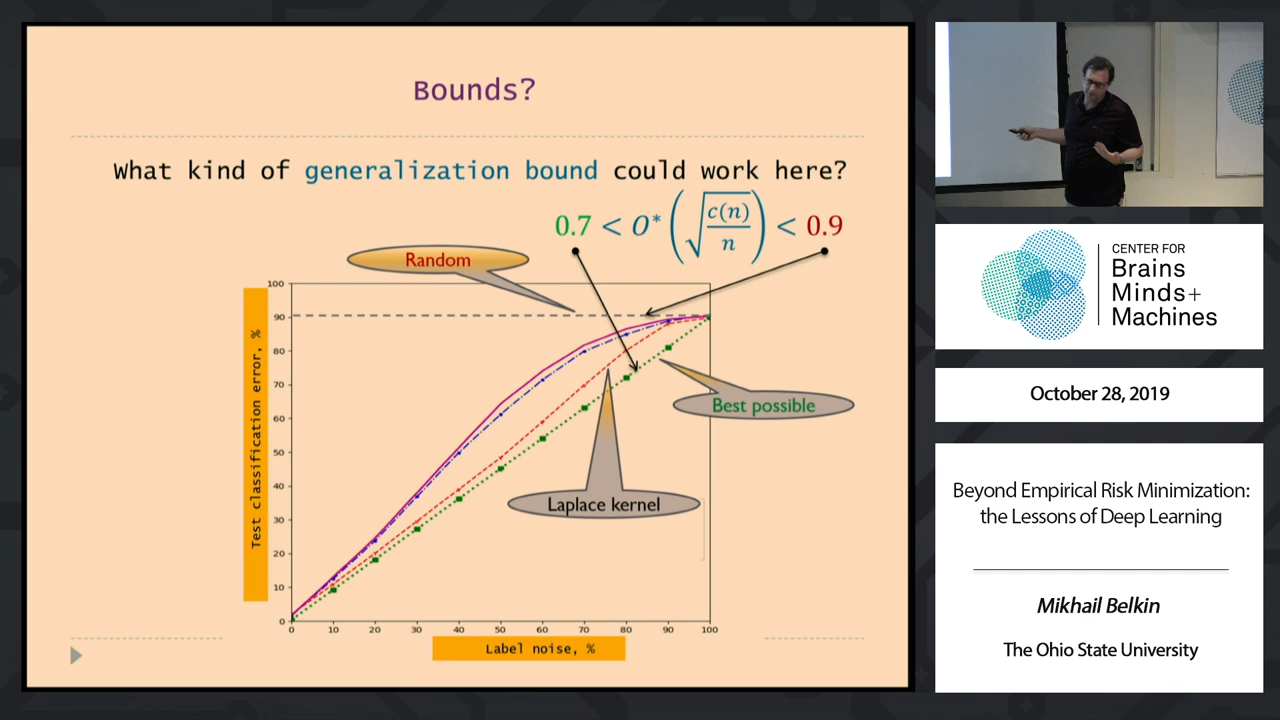 Bounds?
What kind of generalization bound could work here?
0.7 < O* ( √ c(n) / n ) < 0.9
Random
Best possible
Laplace kernel
Test classification error, %
100
90
80
70
60
50
40
30
20
10
0
0 10 20 30 40 50 60 70 80 90 100
Label noise, %
CENTER FOR
Brains
Minds+
Machines
October 28, 2019
Beyond Empirical Risk Minimization:
the Lessons of Deep Learning
Mikhail Belkin
The Ohio State University